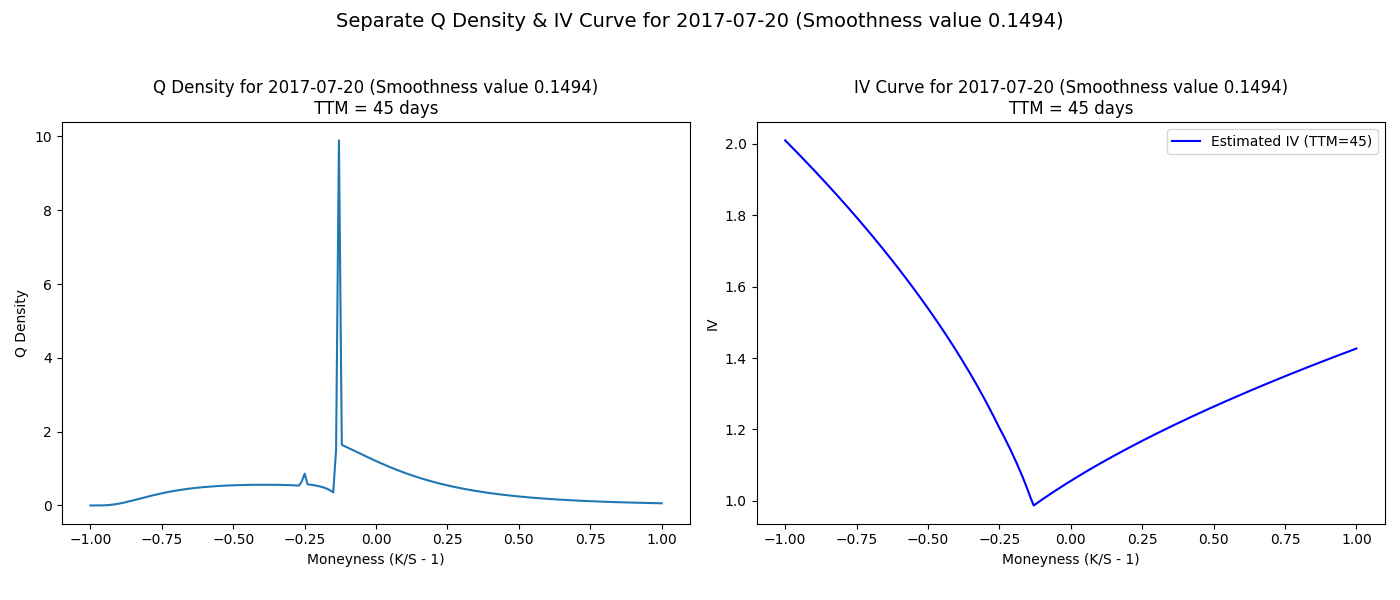 Separate Q Density & IV Curve for 2017-07-20 (Smoothness value 0.1494)
Q Density for 2017-07-20 (Smoothness value 0.1494)
TTM = 45 days
10
8
6
4
2
0
Q Density
−1.00 −0.75 −0.50 −0.25 0.00 0.25 0.50 0.75 1.00
Moneyness (K/S - 1)
IV Curve for 2017-07-20 (Smoothness value 0.1494)
TTM = 45 days
Estimated IV (TTM=45)
2.0
1.8
1.6
1.4
1.2
1.0
IV
−1.00 −0.75 −0.50 −0.25 0.00 0.25 0.50 0.75 1.00
Moneyness (K/S - 1)